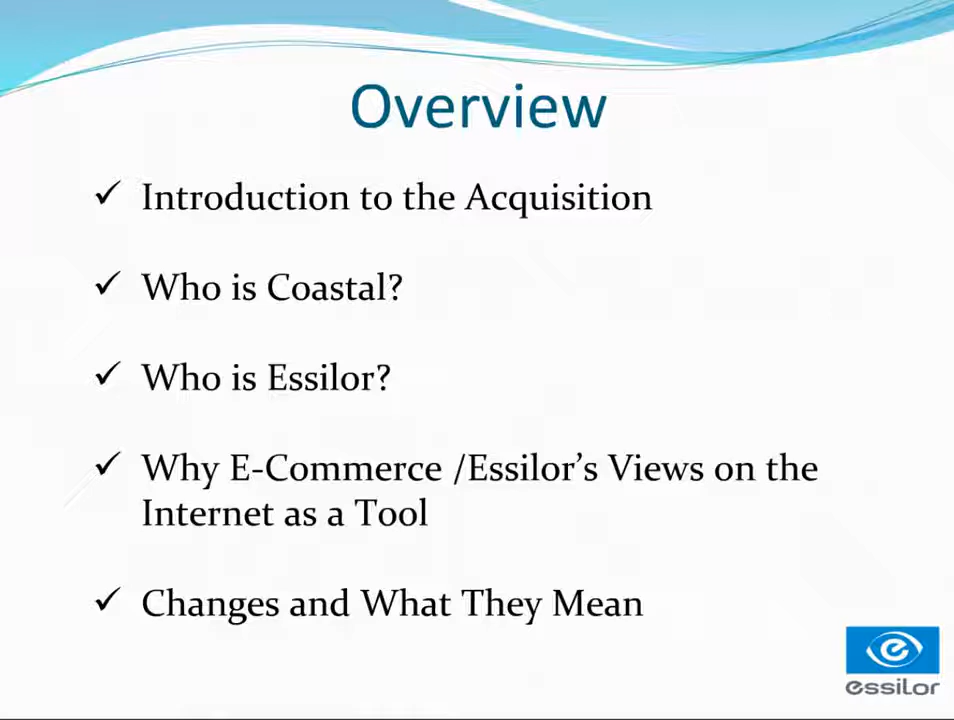 Overview
✓ Introduction to the Acquisition
✓ Who is Coastal?
✓ Who is Essilor?
✓ Why E-Commerce /Essilor’s Views on the
Internet as a Tool
✓ Changes and What They Mean
essilor